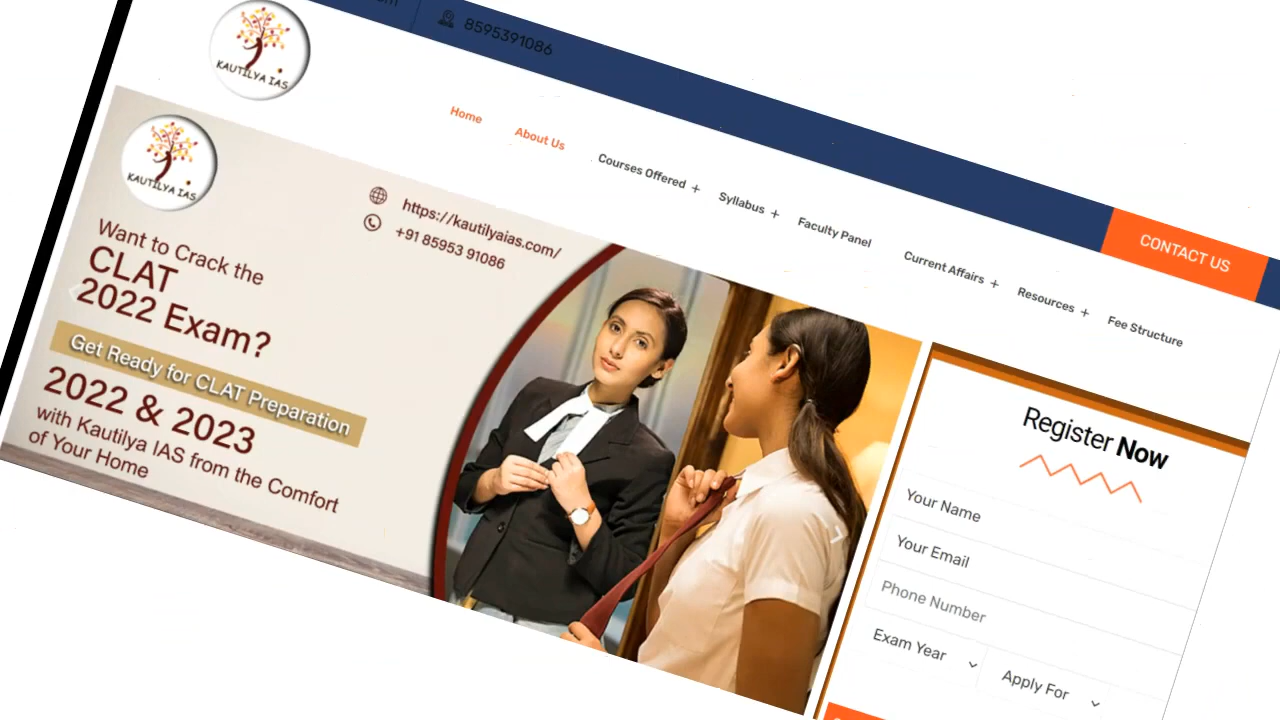 8595391086
KAUTILYA IAS
Home
About Us
Courses Offered +
Syllabus +
Faculty Panel
Current Affairs +
Resources +
Fee Structure
CONTACT US
KAUTILYA IAS
https://kautilyaias.com/
+91 85953 91086
Want to Crack the
CLAT
2022 Exam?
Get Ready for CLAT Preparation
2022 & 2023
with Kautilya IAS from the Comfort
of Your Home
Register Now
Your Name
Your Email
Phone Number
Exam Year
Apply For